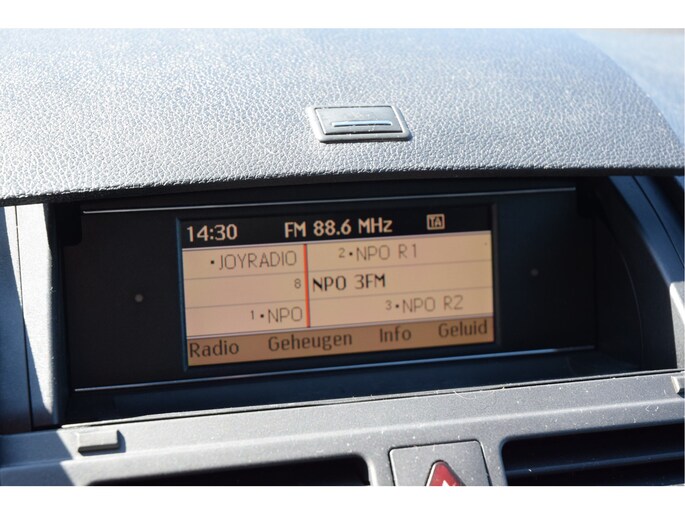 14:30 FM 88.6 MHz TA
•JOYRADIO 2•NPO R1
8 NPO 3FM
1•NPO 3•NPO R2
Radio Geheugen Info Geluid